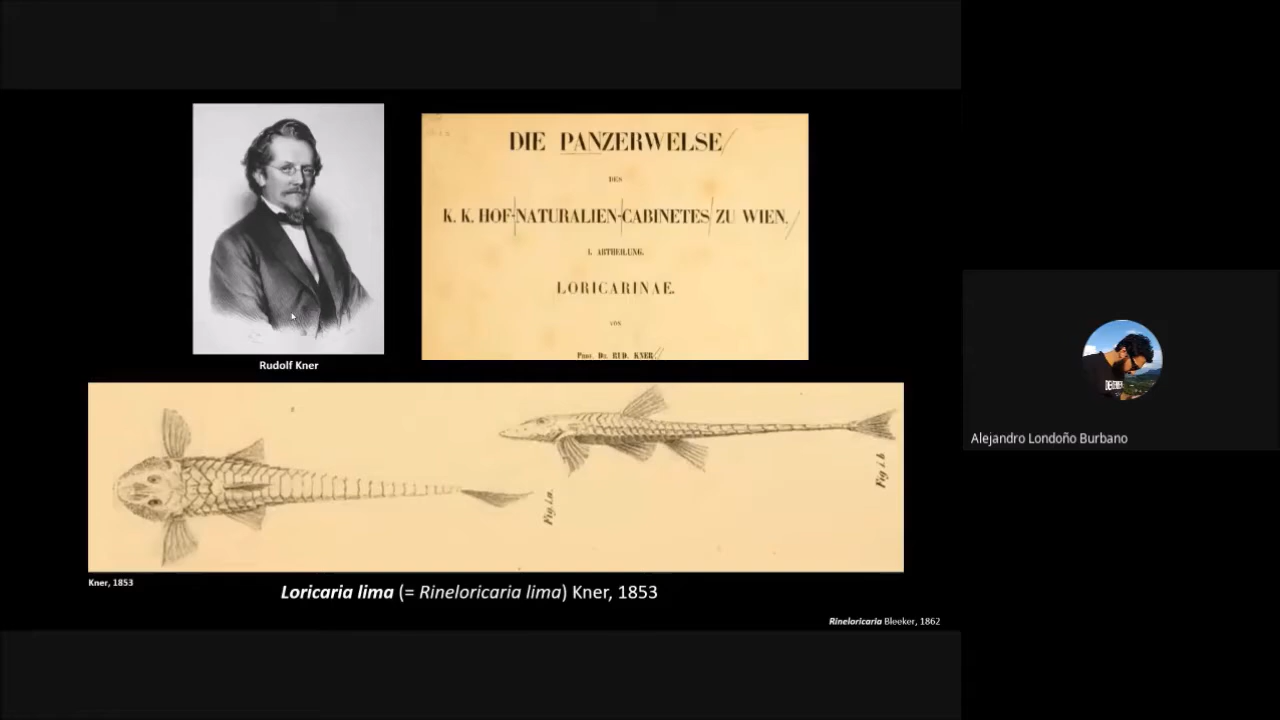 DIE PANZERWELSE
DES
K. K. HOF-NATURALIEN-CABINETES ZU WIEN.
I. ABTHEILUNG.
LORICARINAE.
VON
PROF. DR. RUD. KNER
Rudolf Kner
Fig. 1.a.
Fig 1.b
Kner, 1853
Loricaria lima (= Rineloricaria lima) Kner, 1853
Rineloricaria Bleeker, 1862
Alejandro Londoño Burbano